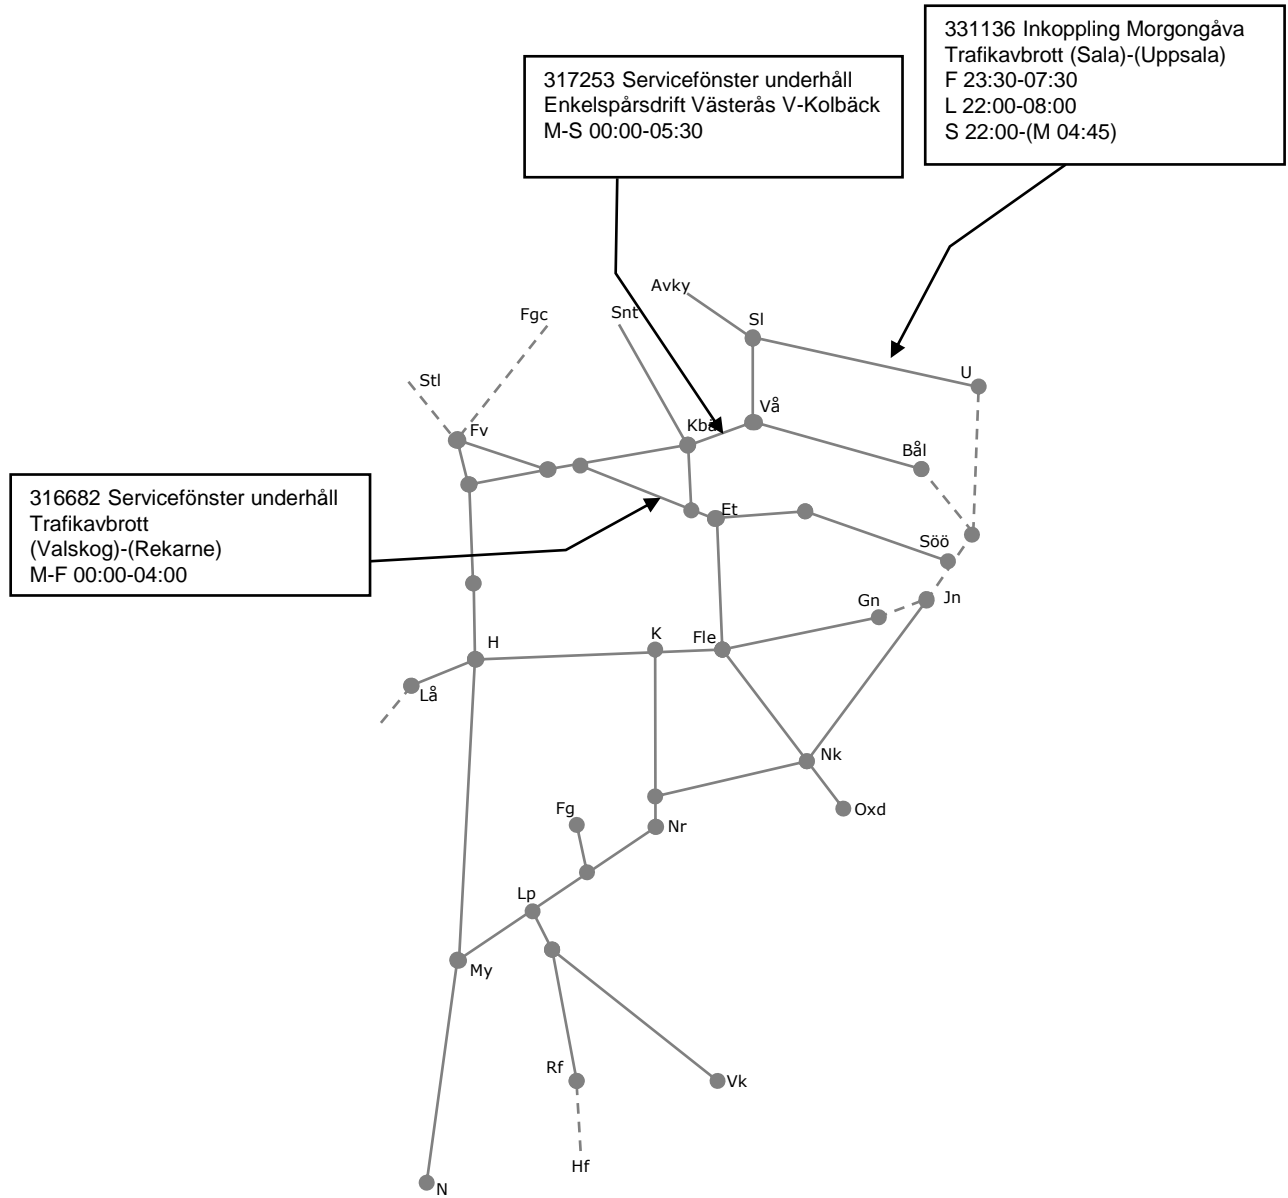 331136 Inkoppling Morgongåva
Trafikavbrott (Sala)-(Uppsala)
F 23:30-07:30
L 22:00-08:00
S 22:00-(M 04:45)
317253 Servicefönster underhåll
Enkelspårsdrift Västerås V-Kolbäck
M-S 00:00-05:30
Avky
Snt
Fgc
Sl
U
Stl
Vå
Fv
Kbä
Bål
316682 Servicefönster underhåll
Trafikavbrott
(Valskog)-(Rekarne)
M-F 00:00-04:00
Et
Söö
Gn
Jn
K
Fle
H
Lå
Nk
Fg
Oxd
Nr
Lp
My
Rf
Vk
Hf
N